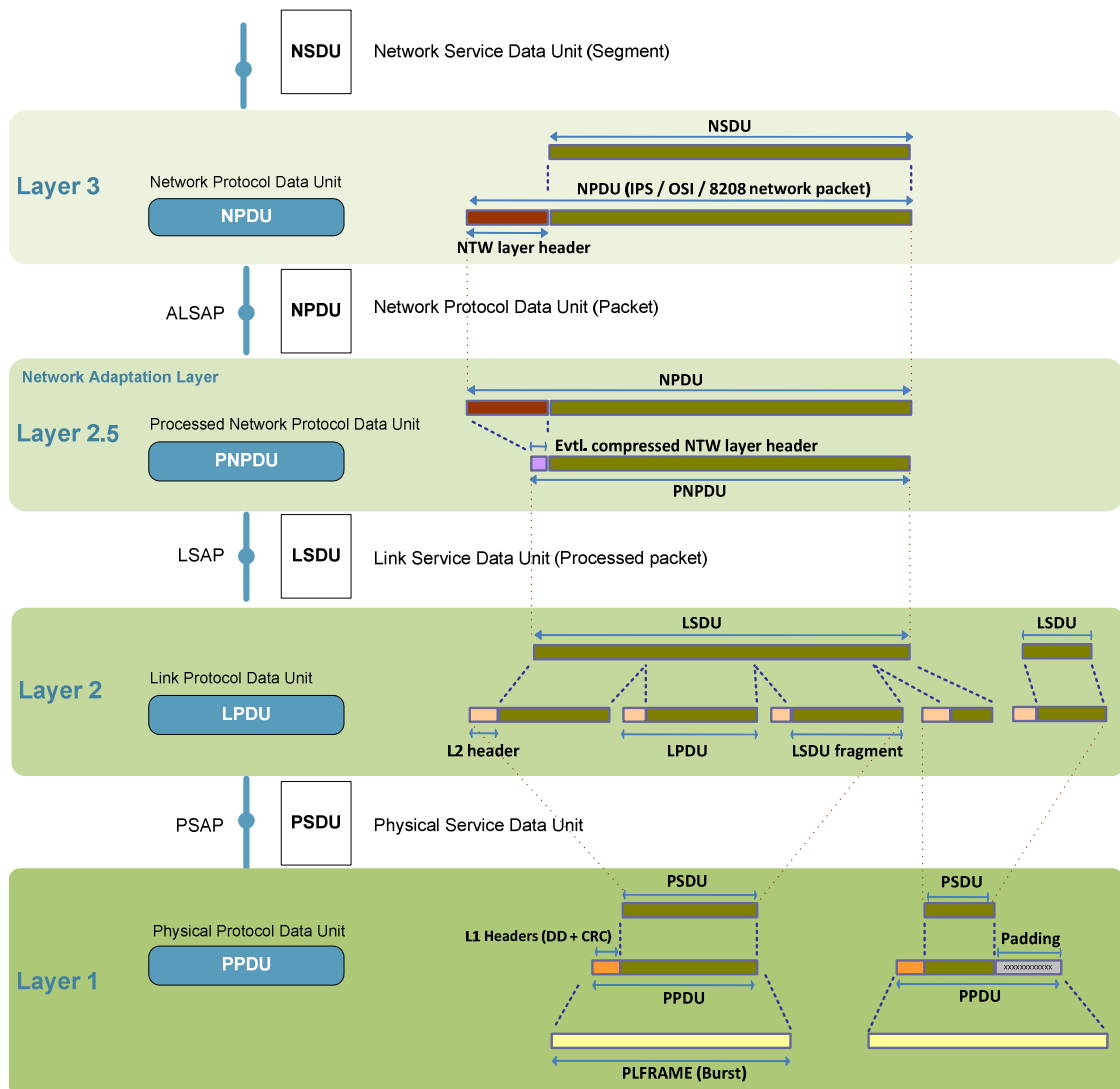 NSDU
Network Service Data Unit (Segment)
Layer 3
Network Protocol Data Unit
NPDU
NSDU
NPDU (IPS / OSI / 8208 network packet)
NTW layer header
ALSAP
NPDU
Network Protocol Data Unit (Packet)
Network Adaptation Layer
Layer 2.5
Processed Network Protocol Data Unit
PNPDU
NPDU
Evtl. compressed NTW layer header
PNPDU
LSAP
LSDU
Link Service Data Unit (Processed packet)
Layer 2
Link Protocol Data Unit
LPDU
LSDU
LSDU
L2 header
LPDU
LSDU fragment
PSAP
PSDU
Physical Service Data Unit
Layer 1
Physical Protocol Data Unit
PPDU
PSDU
PSDU
L1 Headers (DD + CRC)
Padding
xxxxxxxxxxxx
PPDU
PPDU
PLFRAME (Burst)